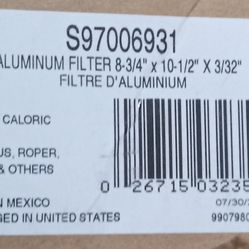 S97006931
ALUMINUM FILTER 8-3/4" x 10-1/2" X 3/32"
FILTRE D'ALUMINIUM
CALORIC
US, ROPER,
& OTHERS
0 26715 03235
N MEXICO
GED IN UNITED STATES
07/30/
9907980